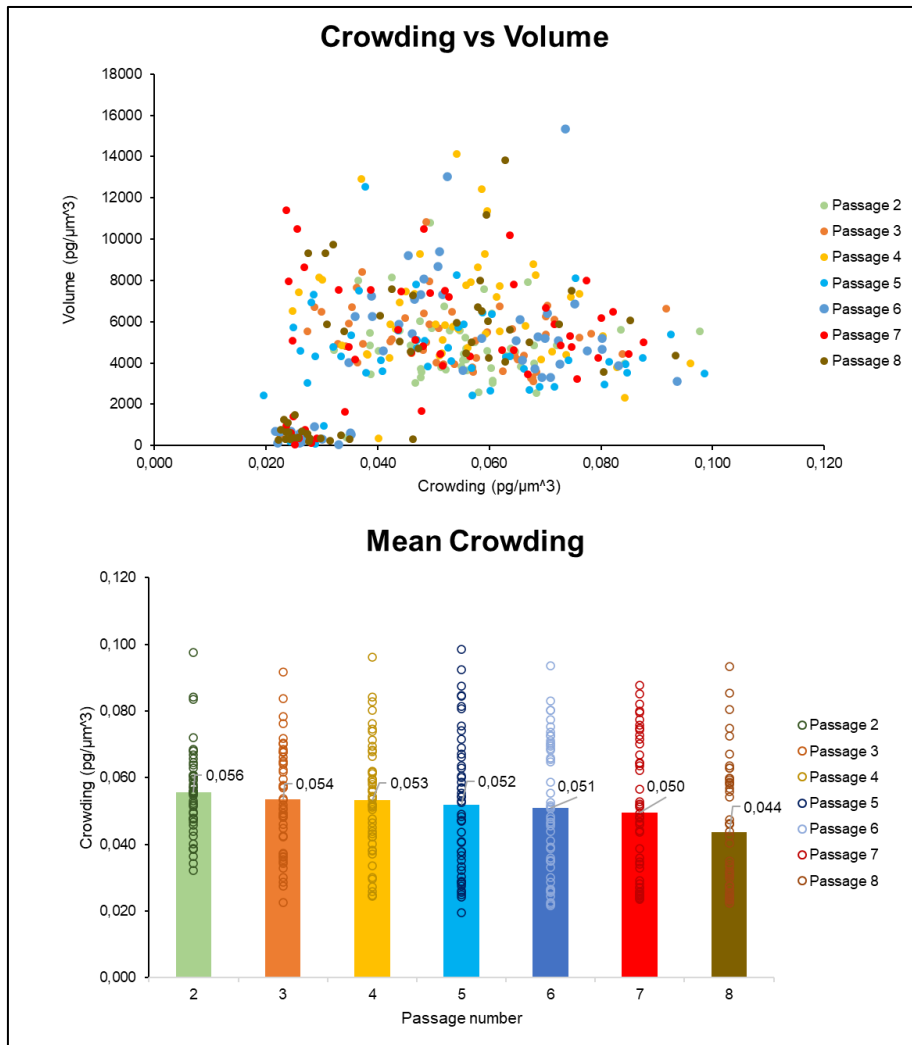 Crowding vs Volume
18000
16000
14000
12000
10000
8000
6000
4000
2000
0
Volume (pg/µm^3)
0,000 0,020 0,040 0,060 0,080 0,100 0,120
Crowding (pg/µm^3)
Passage 2
Passage 3
Passage 4
Passage 5
Passage 6
Passage 7
Passage 8
Mean Crowding
0,120
0,100
0,080
0,060
0,040
0,020
0,000
Crowding (pg/µm^3)
0,056 0,054 0,053 0,052 0,051 0,050 0,044
2 3 4 5 6 7 8
Passage number
Passage 2
Passage 3
Passage 4
Passage 5
Passage 6
Passage 7
Passage 8